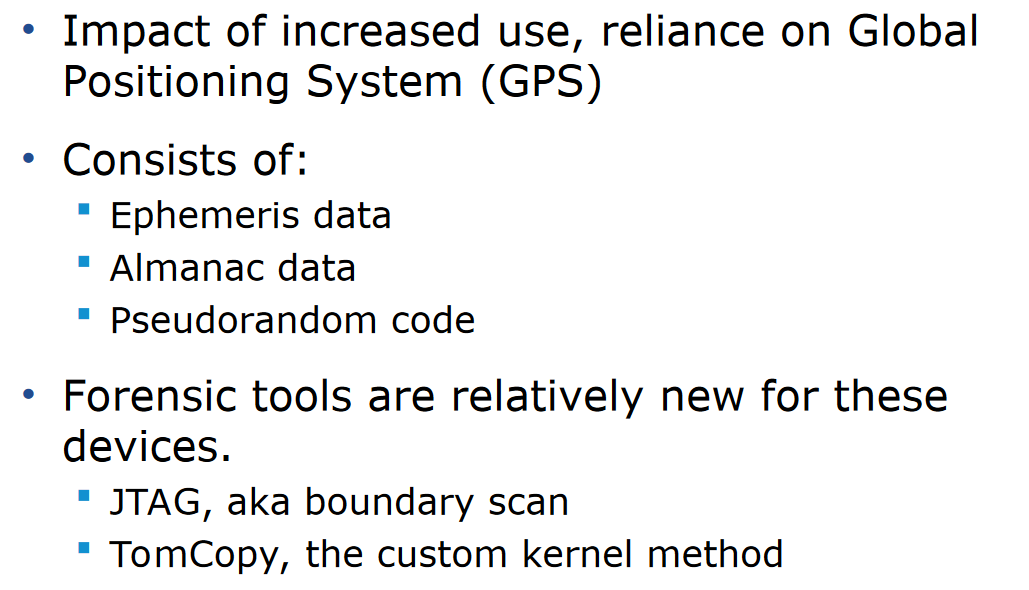 • Impact of increased use, reliance on Global
Positioning System (GPS)
• Consists of:
▪ Ephemeris data
▪ Almanac data
▪ Pseudorandom code
• Forensic tools are relatively new for these
devices.
▪ JTAG, aka boundary scan
▪ TomCopy, the custom kernel method